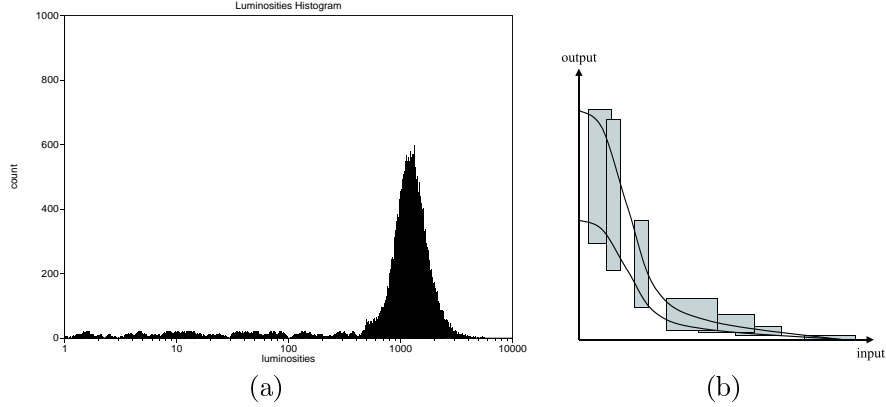 Luminosities Histogram
1000
800
600
400
200
0
count
1 10 100 1000 10000
luminosities
(a)
output
input
(b)